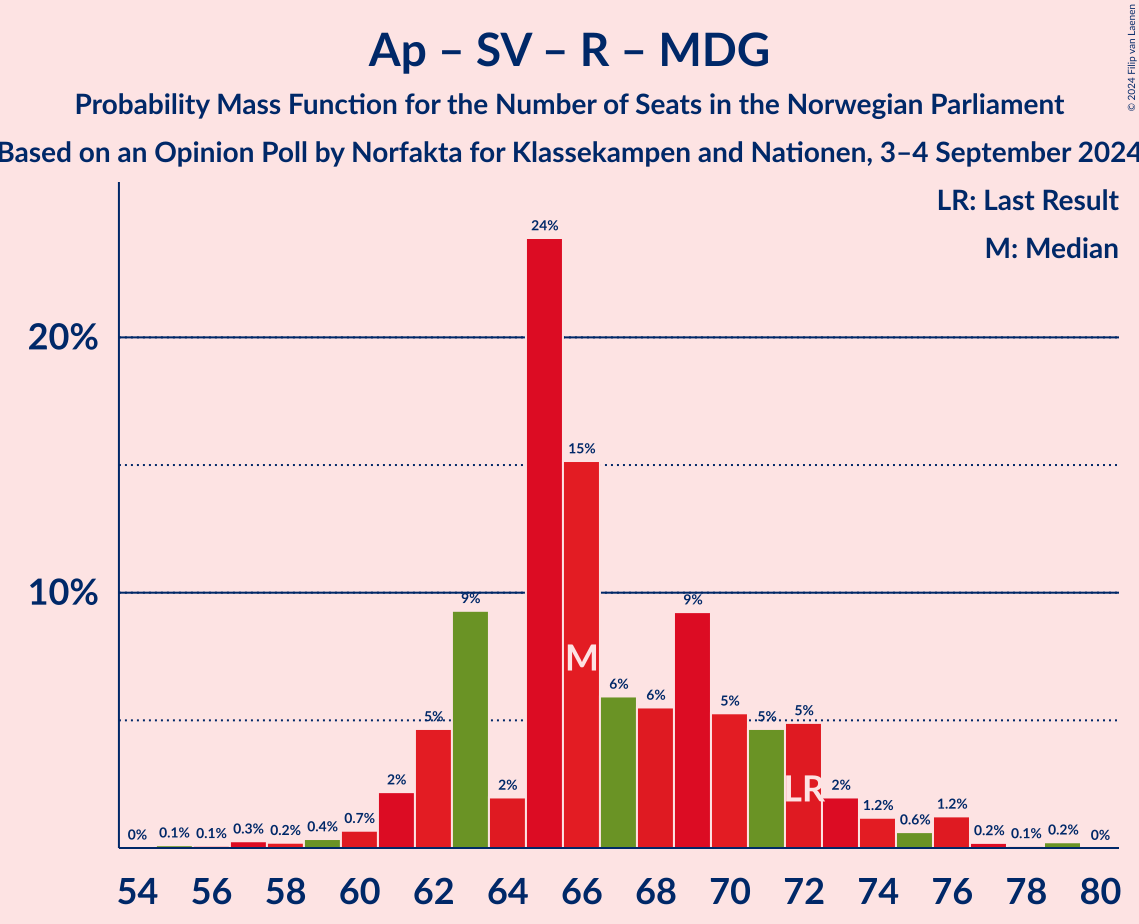 Ap – SV – R – MDG
Probability Mass Function for the Number of Seats in the Norwegian Parliament
Based on an Opinion Poll by Norfakta for Klassekampen and Nationen, 3–4 September 2024
© 2024 Filip van Laenen
LR: Last Result
M: Median
20%
10%
0% 0.1% 0.1% 0.3% 0.2% 0.4% 0.7% 2% 5% 9% 2% 24% 15% 6% 6% 9% 5% 5% 5% 2% 1.2% 0.6% 1.2% 0.2% 0.1% 0.2% 0%
M
LR
54 56 58 60 62 64 66 68 70 72 74 76 78 80